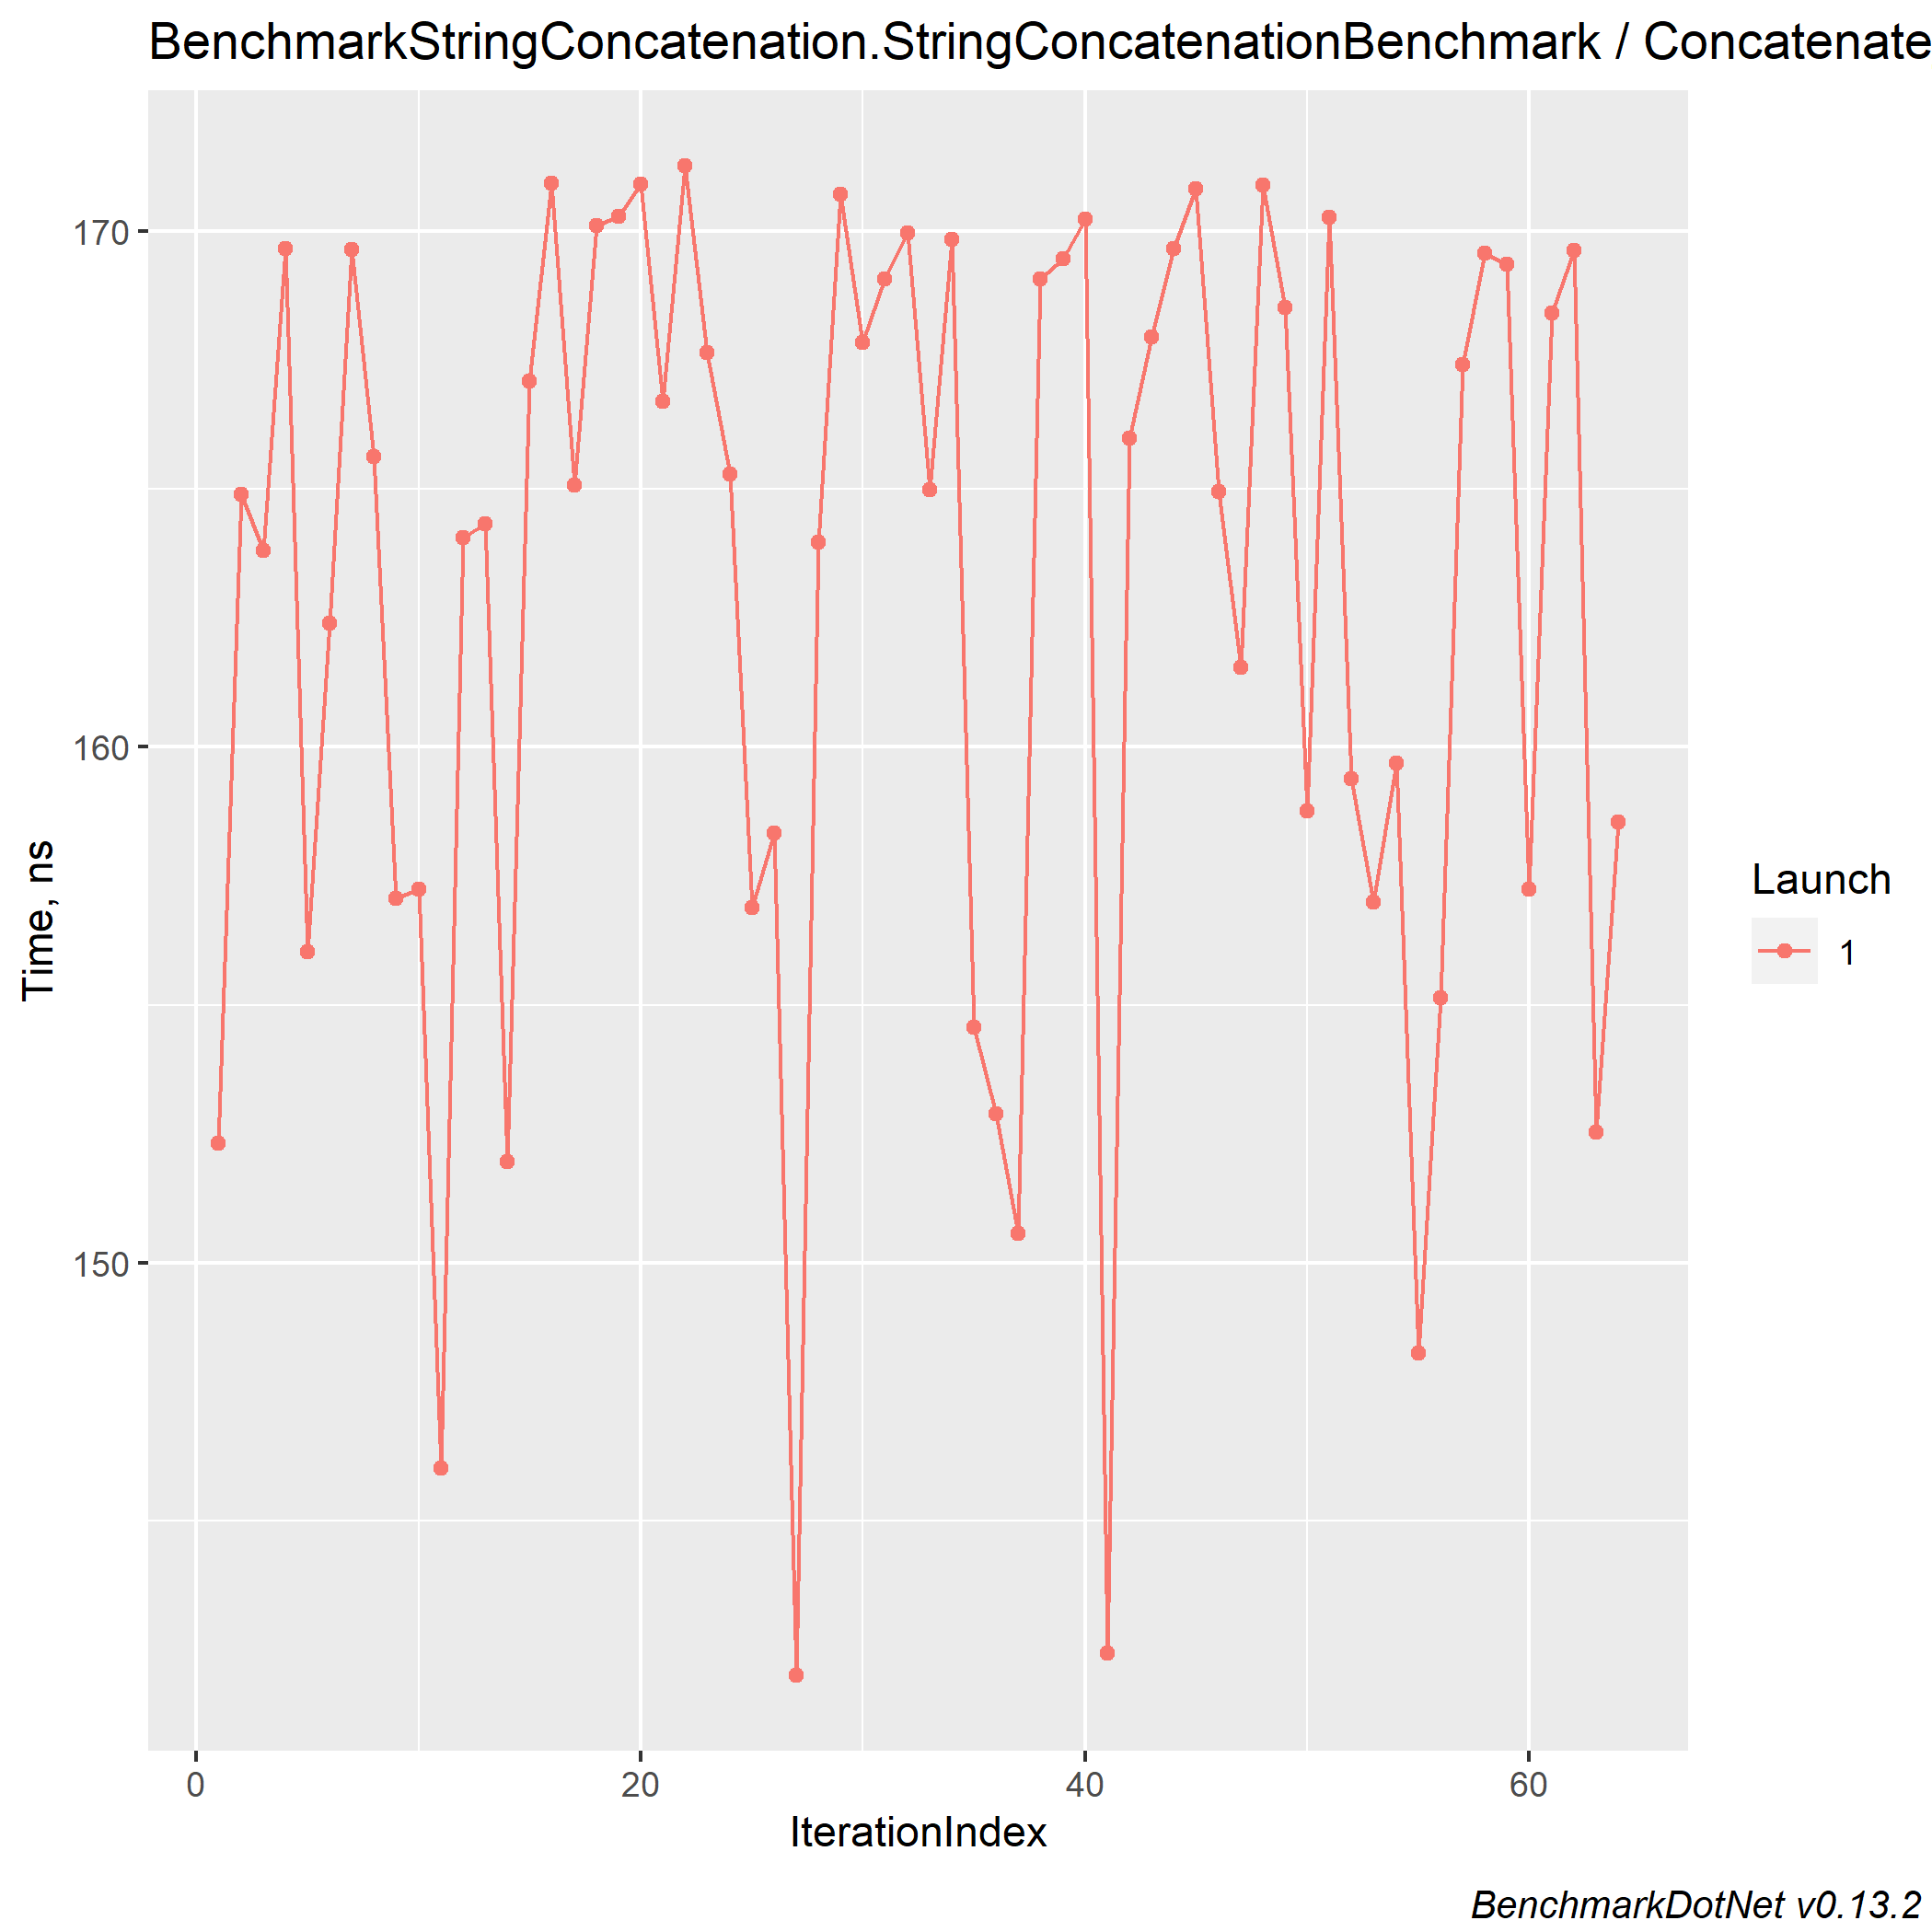 BenchmarkStringConcatenation.StringConcatenationBenchmark / Concatenate
170
160
150
Time, ns
0 20 40 60
IterationIndex
Launch
1
BenchmarkDotNet v0.13.2